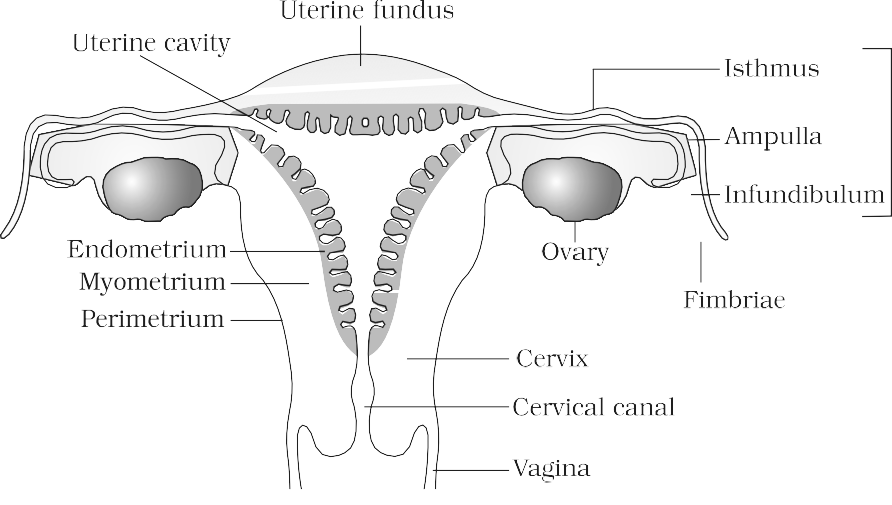 Uterine fundus
Uterine cavity
Isthmus
Ampulla
Infundibulum
Endometrium
Ovary
Myometrium
Fimbriae
Perimetrium
Cervix
Cervical canal
Vagina